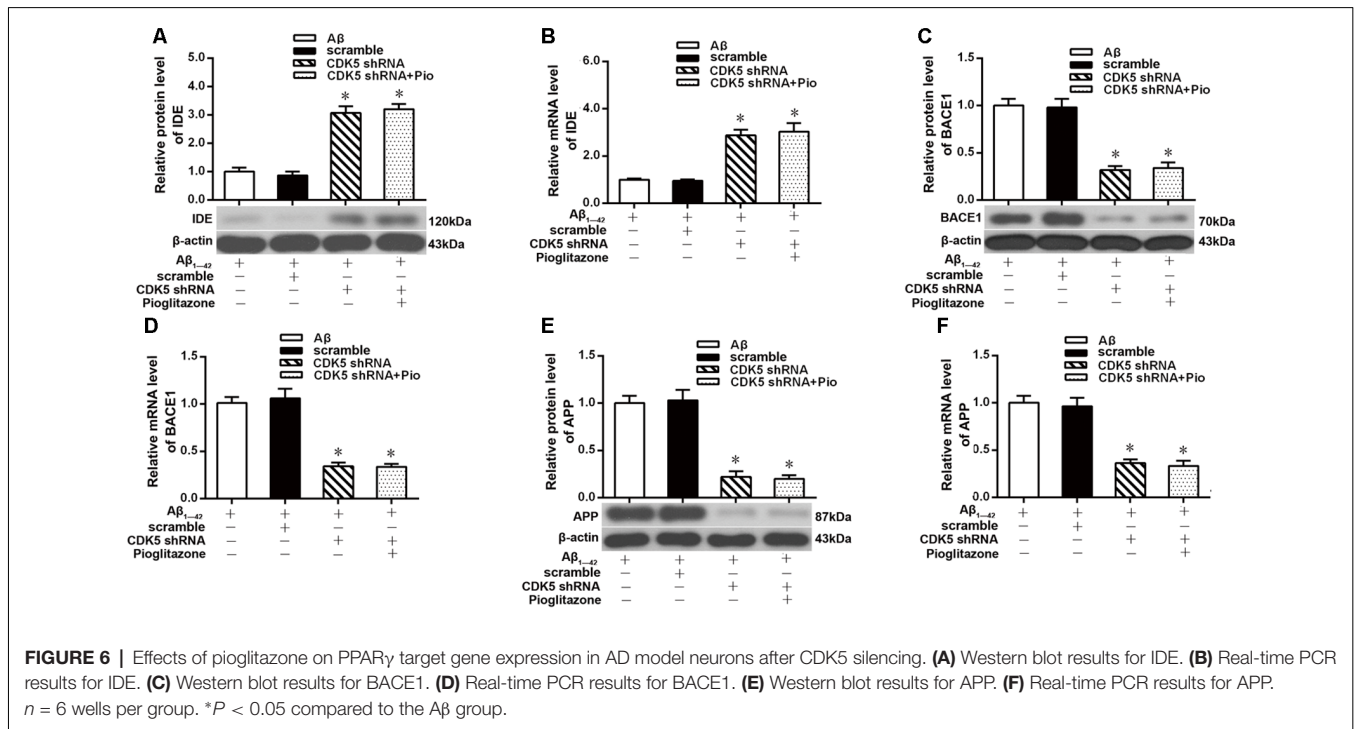 A
Aβ
scramble
CDK5 shRNA
CDK5 shRNA+Pio
Relative protein level
of IDE
5.0
4.0
3.0
2.0
1.0
0.0
* *
IDE 120kDa
β-actin 43kDa
Aβ1—42 + + + +
scramble – + – –
CDK5 shRNA – – + +
Pioglitazone – – – +
B
Aβ
scramble
CDK5 shRNA
CDK5 shRNA+Pio
Relative mRNA level
of IDE
6.0
4.0
2.0
0.0
* *
Aβ1—42 + + + +
scramble – + – –
CDK5 shRNA – – + +
Pioglitazone – – – +
C
Aβ
scramble
CDK5 shRNA
CDK5 shRNA+Pio
Relative protein level
of BACE1
1.5
1.0
0.5
0.0
* *
BACE1 70kDa
β-actin 43kDa
Aβ1—42 + + + +
scramble – + – –
CDK5 shRNA – – + +
Pioglitazone – – – +
D
Aβ
scramble
CDK5 shRNA
CDK5 shRNA+Pio
Relative mRNA level
of BACE1
1.5
1.0
0.5
0.0
* *
Aβ1—42 + + + +
scramble – + – –
CDK5 shRNA – – + +
Pioglitazone – – – +
E
Aβ
scramble
CDK5 shRNA
CDK5 shRNA+Pio
Relative protein level
of APP
1.5
1.0
0.5
0.0
* *
APP 87kDa
β-actin 43kDa
Aβ1—42 + + + +
scramble – + – –
CDK5 shRNA – – + +
Pioglitazone – – – +
F
Aβ
scramble
CDK5 shRNA
CDK5 shRNA+Pio
Relative mRNA level
of APP
1.5
1.0
0.5
0.0
* *
Aβ1—42 + + + +
scramble – + – –
CDK5 shRNA – – + +
Pioglitazone – – – +
FIGURE 6 | Effects of pioglitazone on PPARγ target gene expression in AD model neurons after CDK5 silencing. (A) Western blot results for IDE. (B) Real-time PCR
results for IDE. (C) Western blot results for BACE1. (D) Real-time PCR results for BACE1. (E) Western blot results for APP. (F) Real-time PCR results for APP.
n = 6 wells per group. *P < 0.05 compared to the Aβ group.